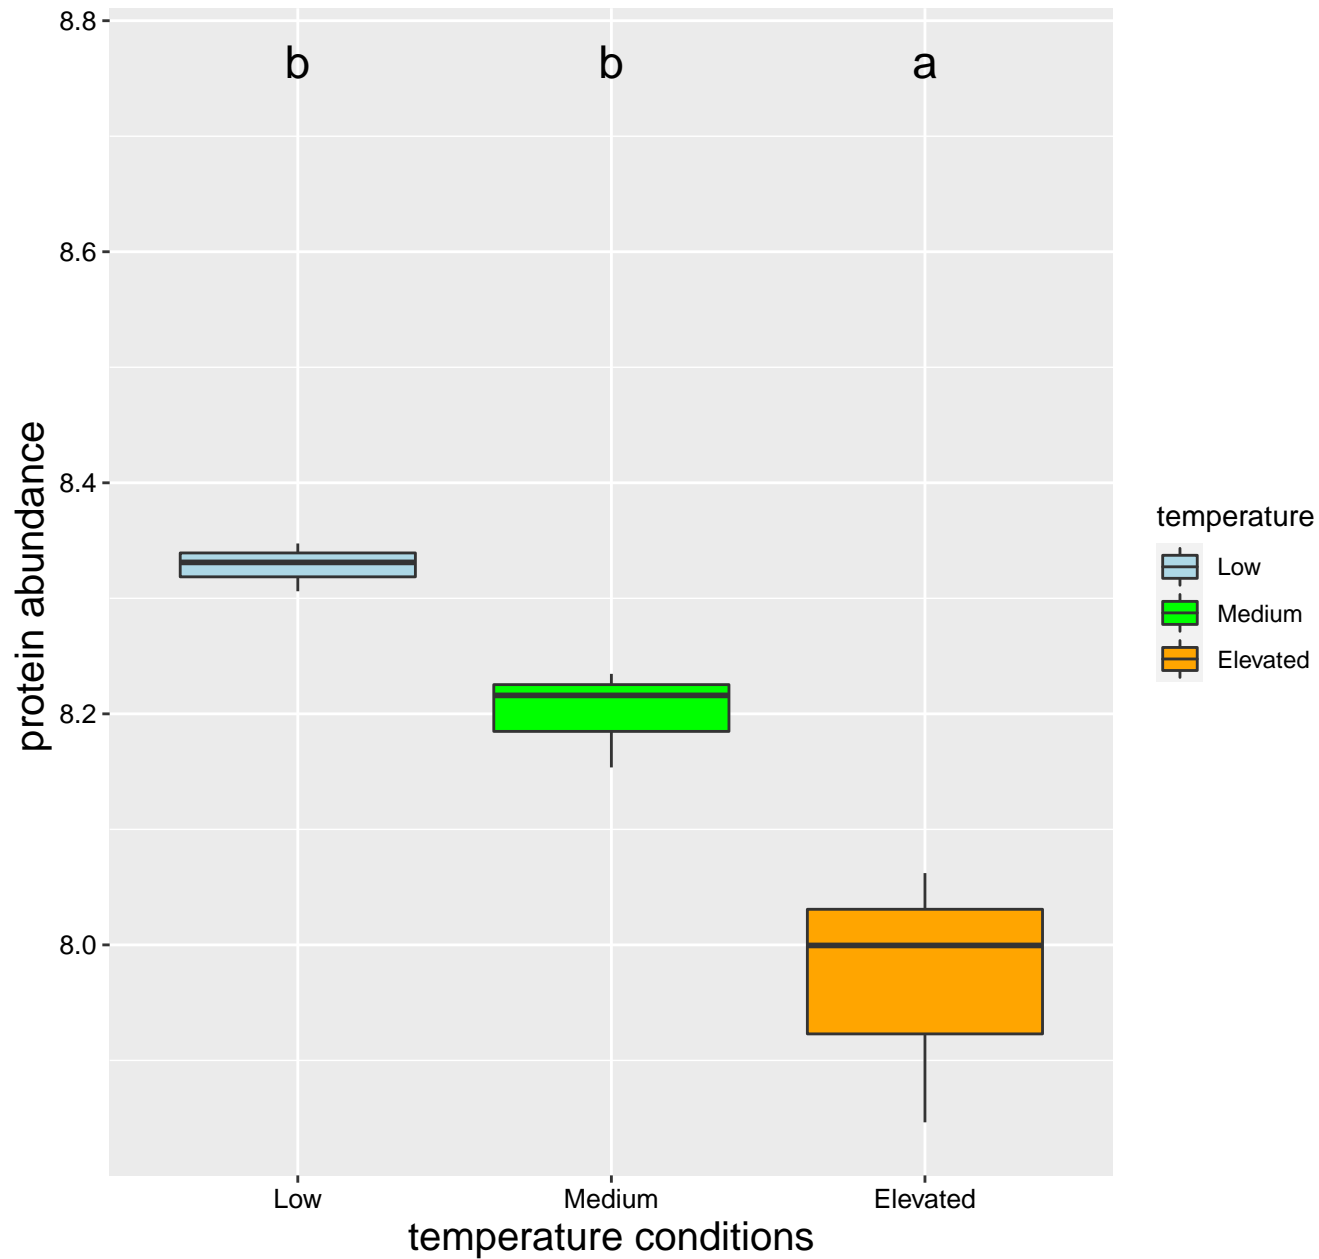 8.8
b b a
8.6
8.4
8.2
8.0
protein abundance
Low Medium Elevated
temperature conditions
temperature
Low
Medium
Elevated